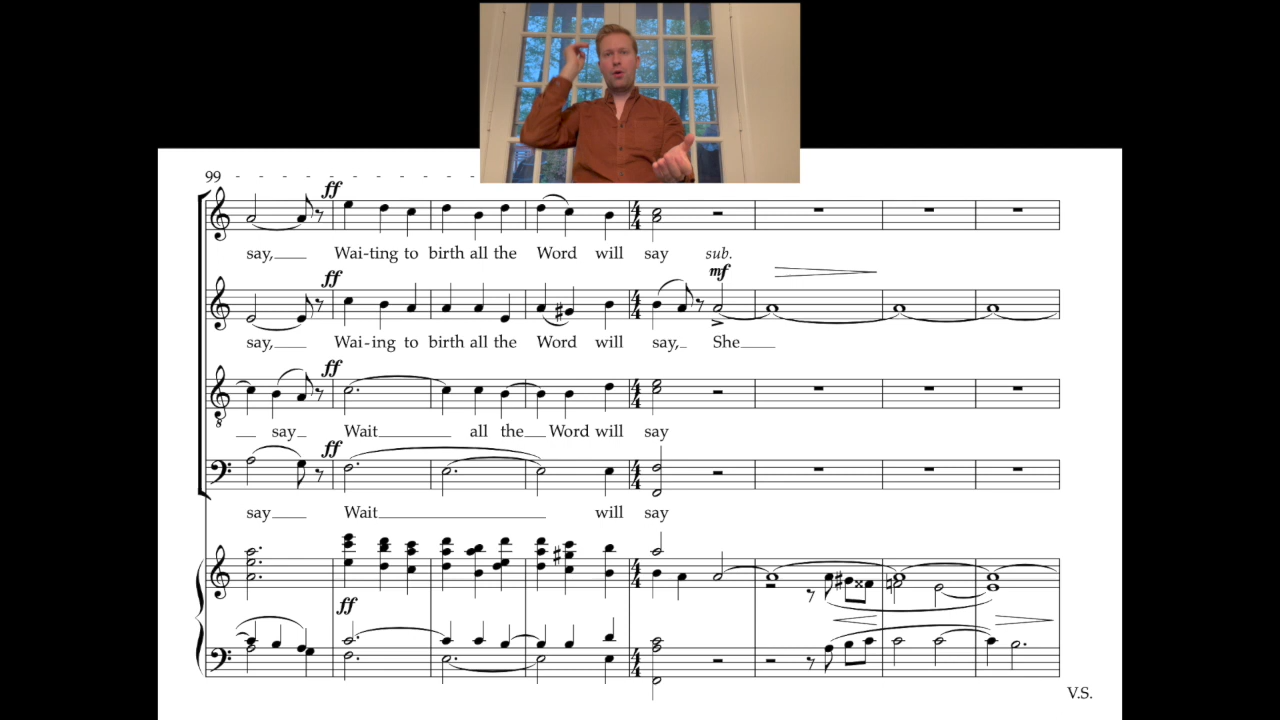 99
ff
say, Wai-ting to birth all the Word will say sub.
ff mf
say, Wai-ing to birth all the Word will say, She
ff
say Wait all the Word will say
ff
say Wait will say
ff
V.S.